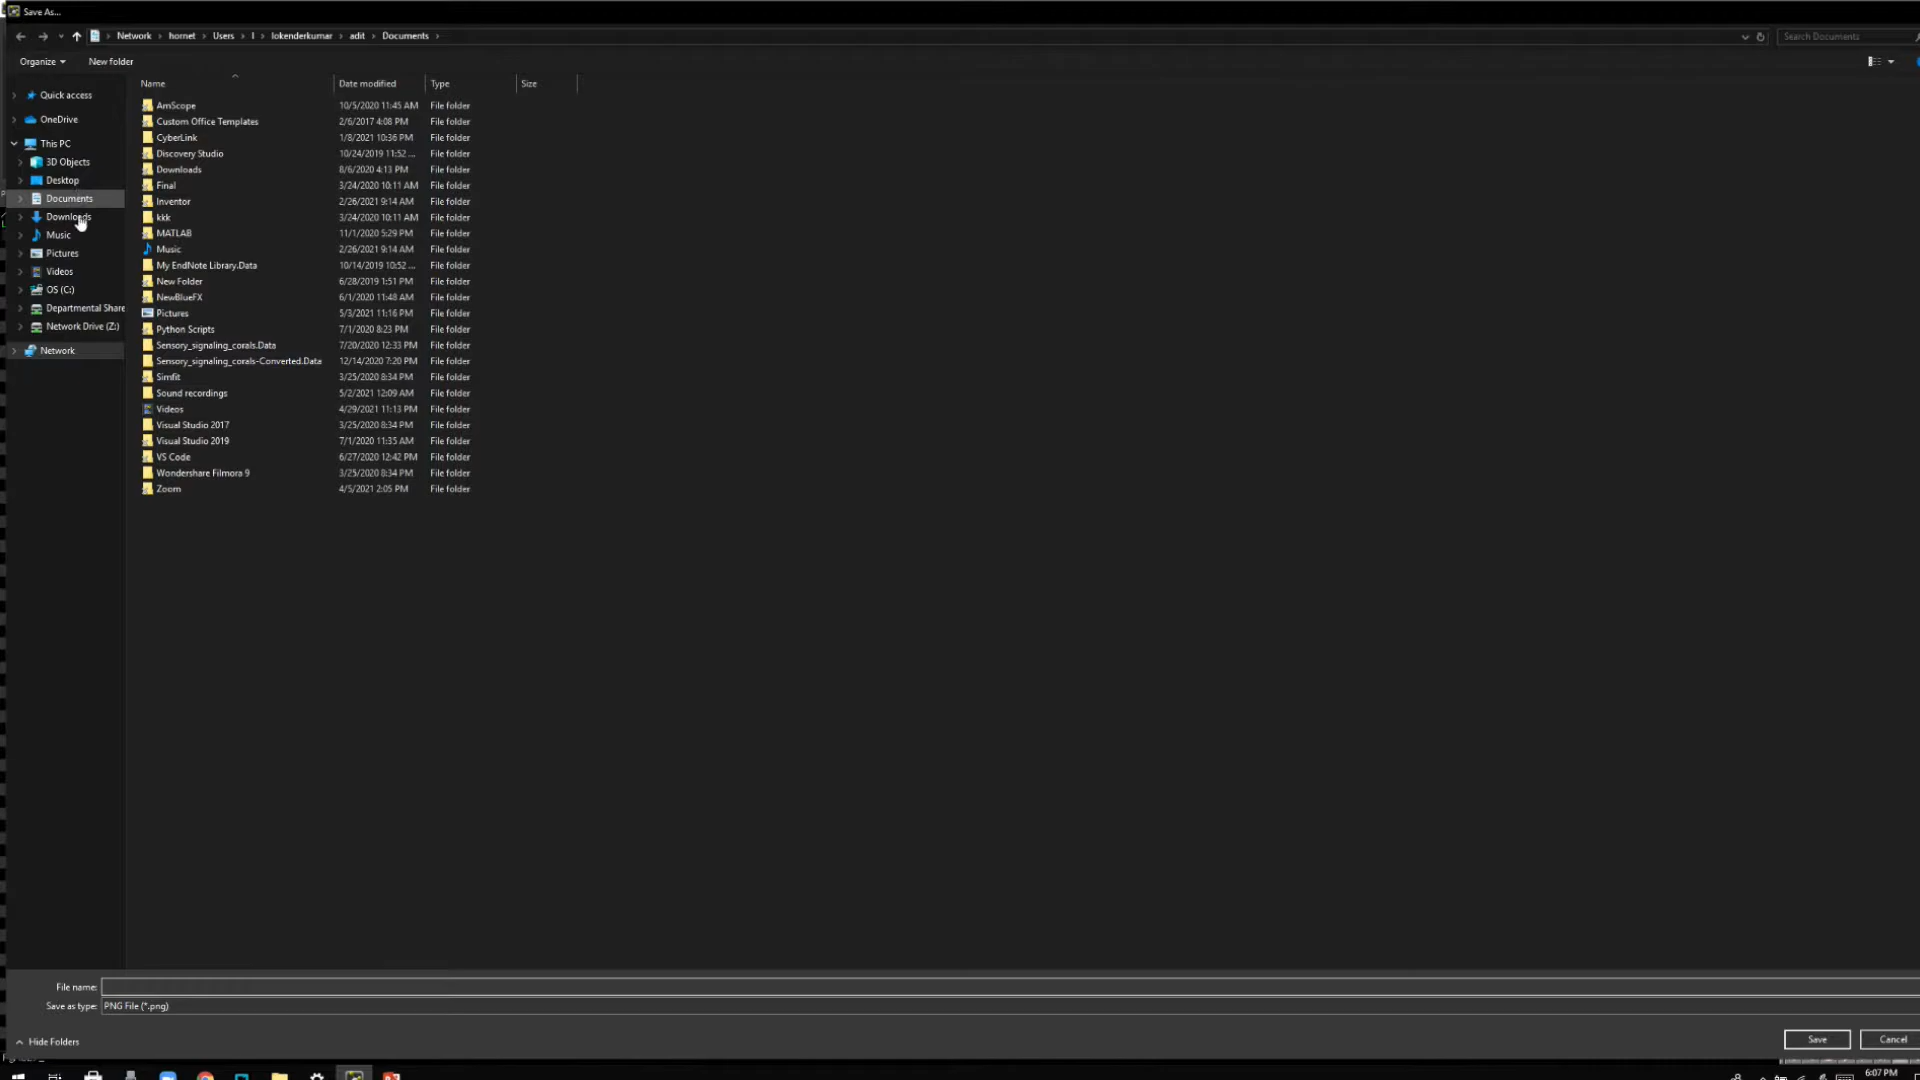 Save As...
Network > hornet > Users > l > lokenderkumar > adit > Documents >
Search Documents
Organize
New folder
Name
Date modified
Type
Size
Quick access
OneDrive
This PC
3D Objects
Desktop
Documents
Downloads
Music
Pictures
Videos
OS (C:)
Departmental Share
Network Drive (Z:)
Network
AmScope 10/5/2020 11:45 AM File folder
Custom Office Templates 2/6/2017 4:08 PM File folder
CyberLink 1/8/2021 10:36 PM File folder
Discovery Studio 10/24/2019 11:52 ... File folder
Downloads 8/6/2020 4:13 PM File folder
Final 3/24/2020 10:11 AM File folder
Inventor 2/26/2021 9:14 AM File folder
kkk 3/24/2020 10:11 AM File folder
MATLAB 11/1/2020 5:29 PM File folder
Music 2/26/2021 9:14 AM File folder
My EndNote Library.Data 10/14/2019 10:52 ... File folder
New Folder 6/28/2019 1:51 PM File folder
NewBlueFX 6/1/2020 11:48 AM File folder
Pictures 5/3/2021 11:16 PM File folder
Python Scripts 7/1/2020 8:23 PM File folder
Sensory_signaling_corals.Data 7/20/2020 12:33 PM File folder
Sensory_signaling_corals-Converted.Data 12/14/2020 7:20 PM File folder
Simfit 3/25/2020 8:34 PM File folder
Sound recordings 5/2/2021 12:09 AM File folder
Videos 4/29/2021 11:13 PM File folder
Visual Studio 2017 3/25/2020 8:34 PM File folder
Visual Studio 2019 7/1/2020 11:35 AM File folder
VS Code 6/27/2020 12:42 PM File folder
Wondershare Filmora 9 3/25/2020 8:34 PM File folder
Zoom 4/5/2021 2:05 PM File folder
File name:
Save as type: PNG File (*.png)
Hide Folders
Save
Cancel
6:07 PM